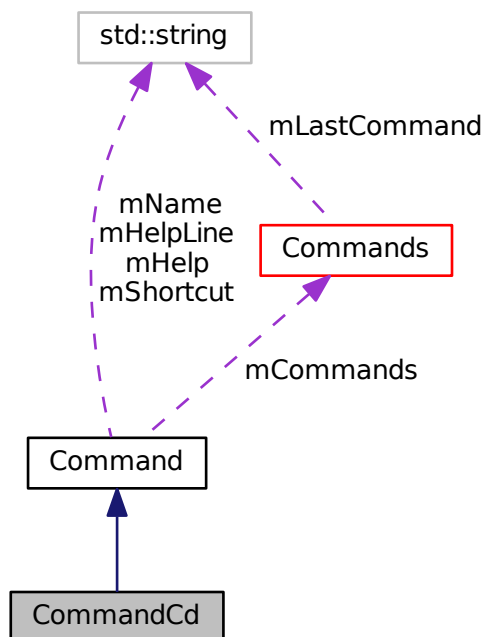 std::string
mLastCommand
mName
mHelpLine
mHelp
mShortcut
Commands
mCommands
Command
CommandCd